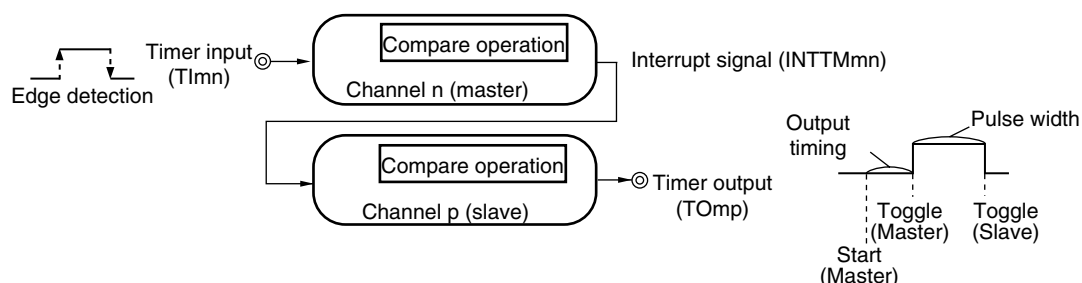 Timer input
(TImn)
Edge detection
Compare operation
Channel n (master)
Interrupt signal (INTTMmn)
Compare operation
Channel p (slave)
Timer output
(TOmp)
Output
timing
Pulse width
Toggle
(Master)
Toggle
(Slave)
Start
(Master)